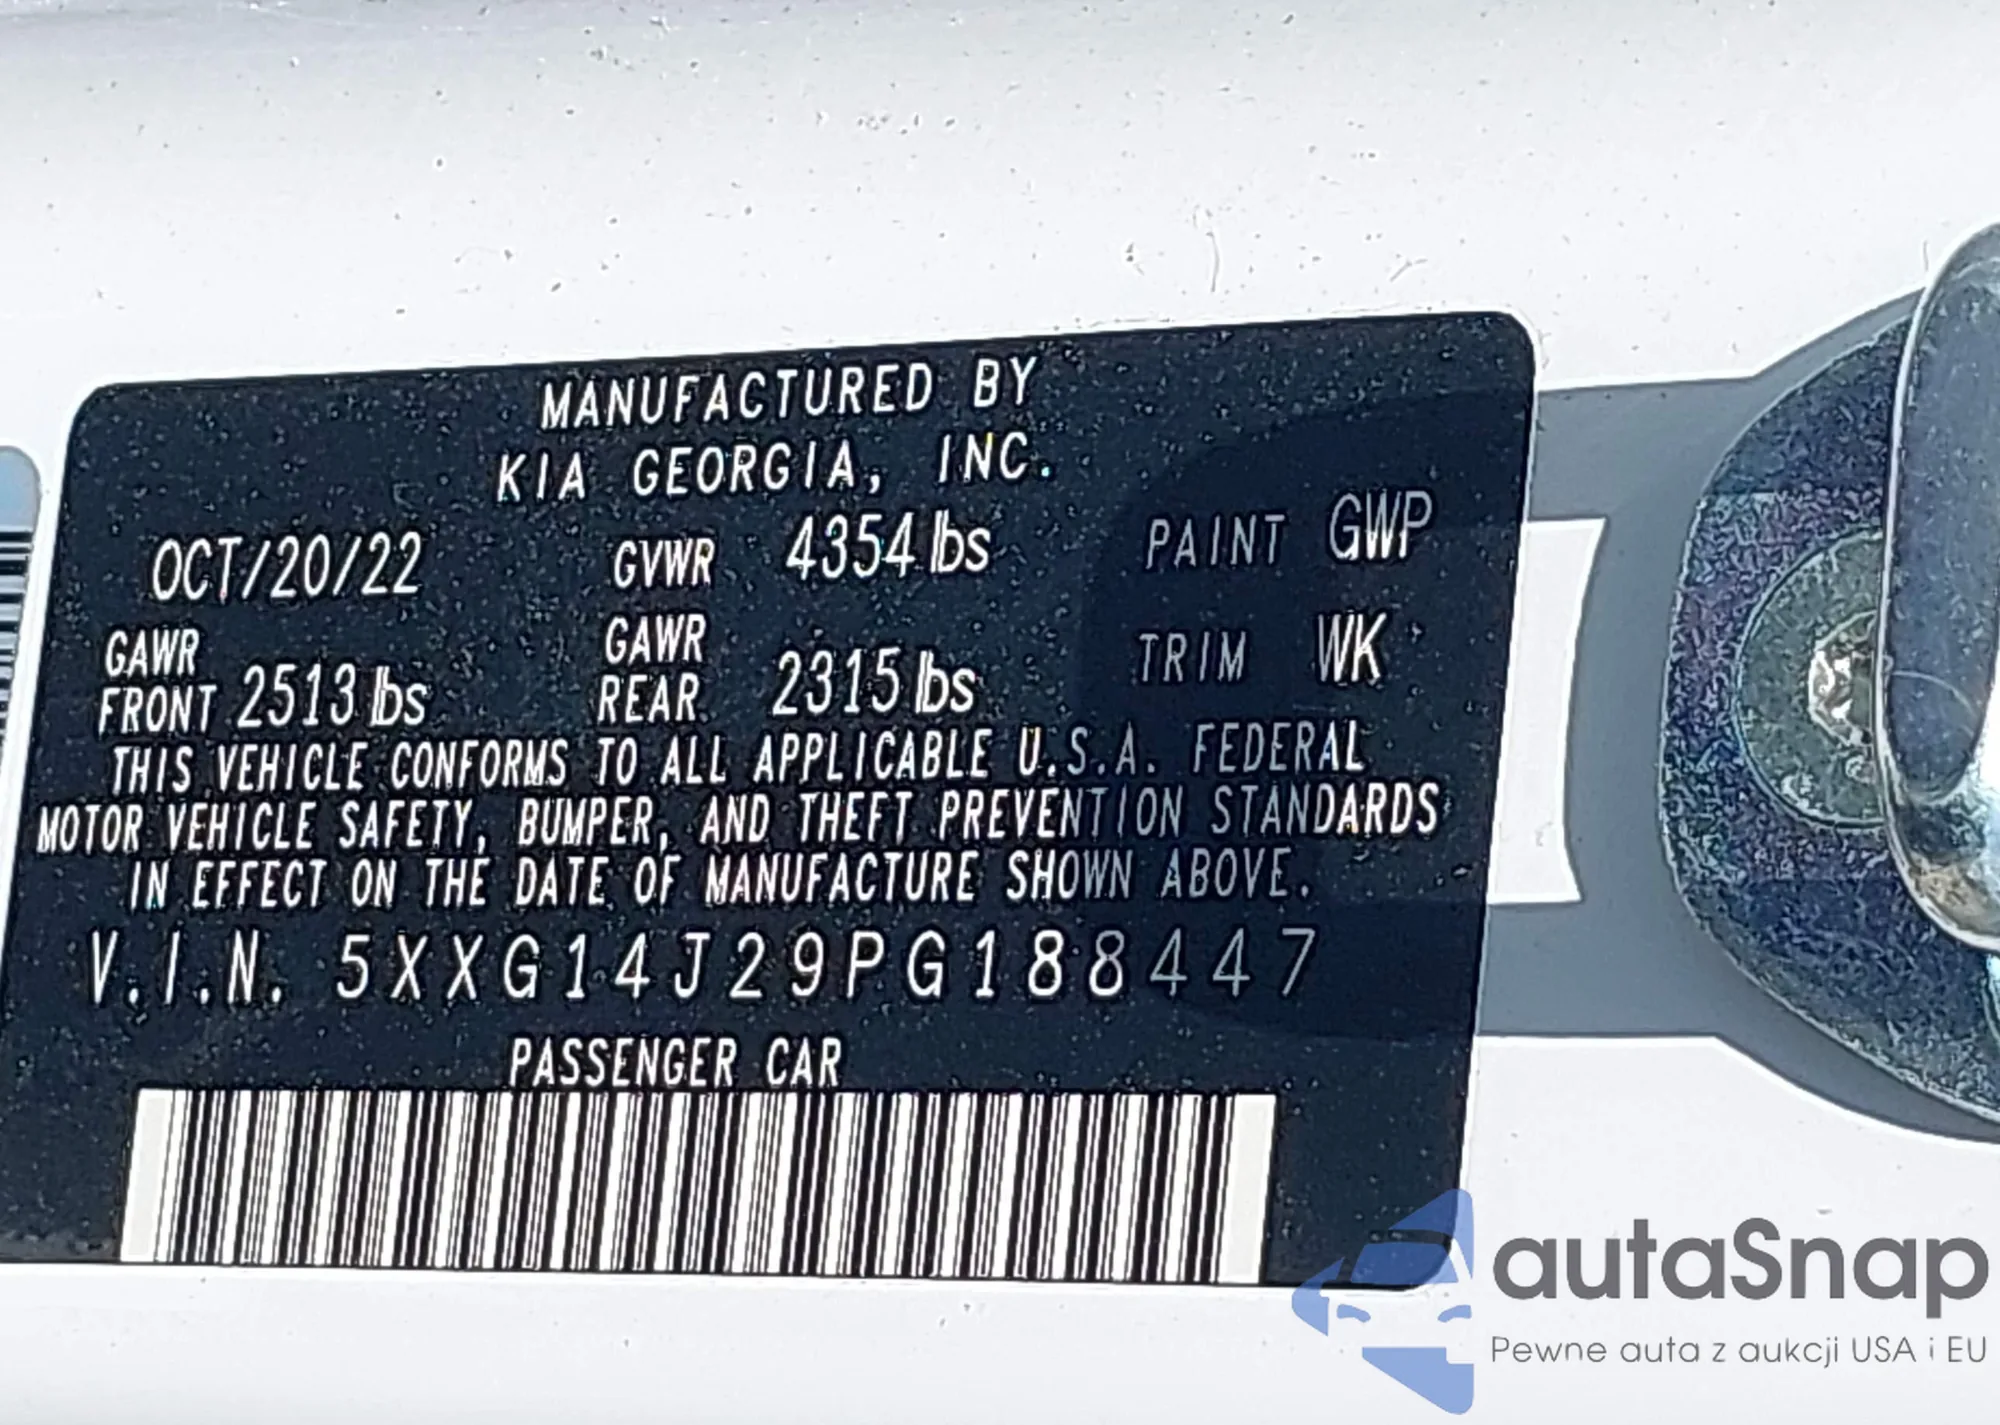 MANUFACTURED BY
KIA GEORGIA, INC.
OCT/20/22 GVWR 4354 lbs PAINT GWP
GAWR FRONT 2513 lbs GAWR REAR 2315 lbs TRIM WK
THIS VEHICLE CONFORMS TO ALL APPLICABLE U.S.A. FEDERAL
MOTOR VEHICLE SAFETY, BUMPER, AND THEFT PREVENTION STANDARDS
IN EFFECT ON THE DATE OF MANUFACTURE SHOWN ABOVE.
V.I.N. 5XXG14J29PG188447
PASSENGER CAR
autaSnap
Pewne auta z aukcji USA i EU